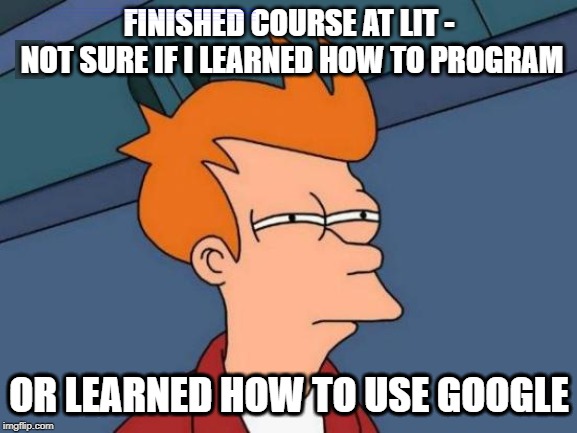 FINISHED COURSE AT LIT -
NOT SURE IF I LEARNED HOW TO PROGRAM
OR LEARNED HOW TO USE GOOGLE
imgflip.com